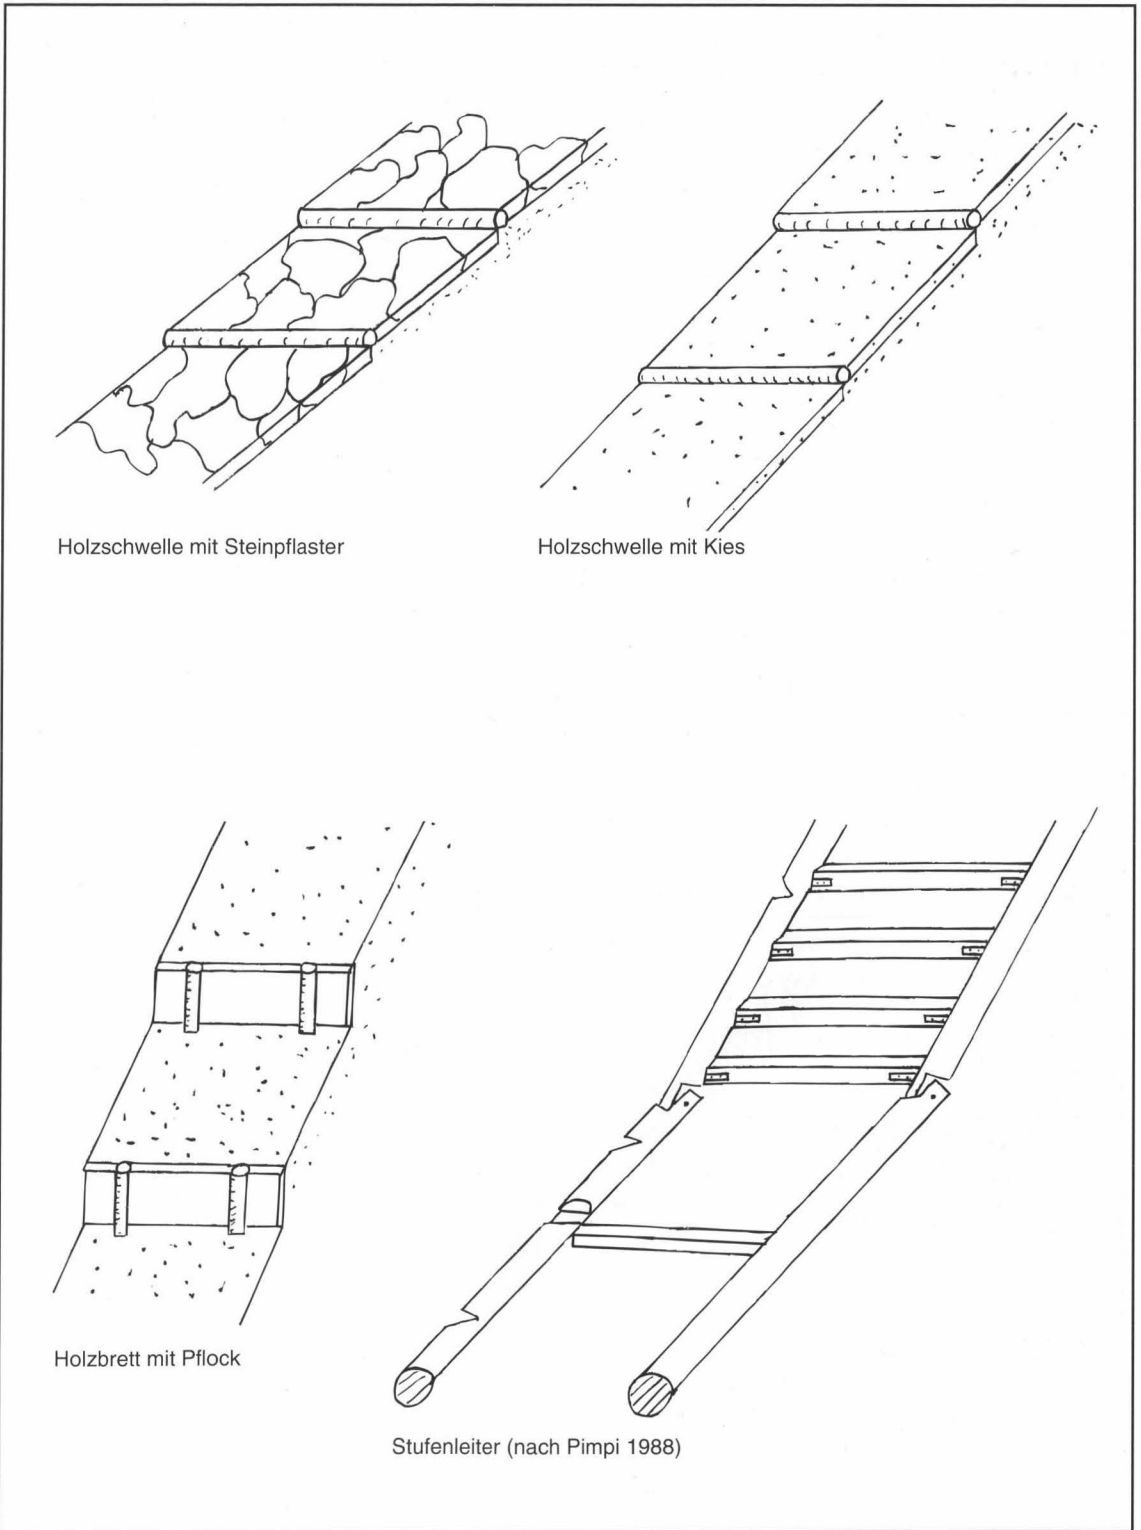 Holzschwelle mit Steinpflaster
Holzschwelle mit Kies
Holzbrett mit Pflock
Stufenleiter (nach Pimpi 1988)